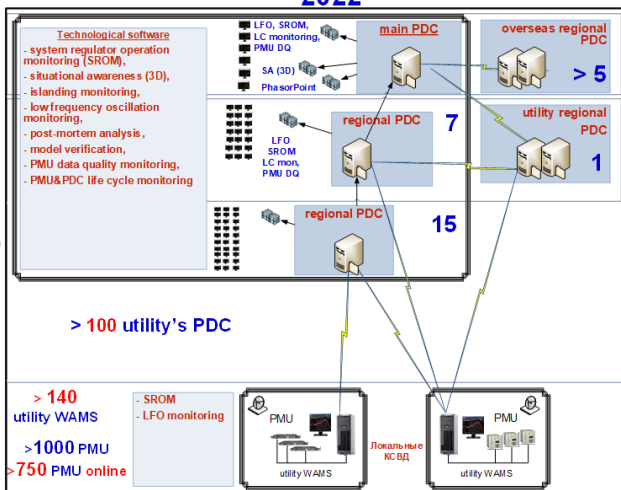 2022
Technological software
- system regulator operation
monitoring (SROM),
- situational awareness (3D),
- islanding monitoring,
- low frequency oscillation
monitoring,
- post-mortem analysis,
- model verification,
- PMU data quality monitoring,
- PMU&PDC life cycle monitoring
LFO, SROM,
LC monitoring,
PMU DQ
SA (3D)
PhasorPoint
main PDC
overseas regional
PDC
> 5
regional PDC
7
LFO
SROM
LC mon,
PMU DQ
utility regional
PDC
1
regional PDC
15
> 100 utility's PDC
> 140
utility WAMS
>1000 PMU
>750 PMU online
- SROM
- LFO monitoring
PMU
utility WAMS
Локальные
КСВД
PMU
utility WAMS